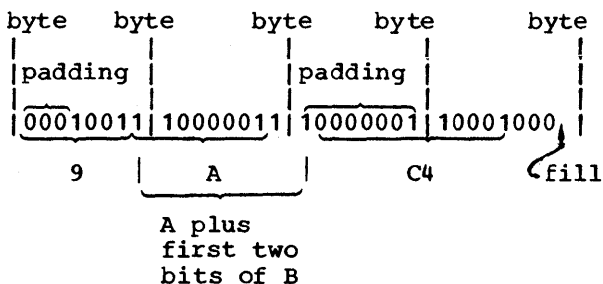 byte byte byte byte byte
padding padding
00010011 10000011 10000001 10001000
9 A C4 fill
A plus
first two
bits of B